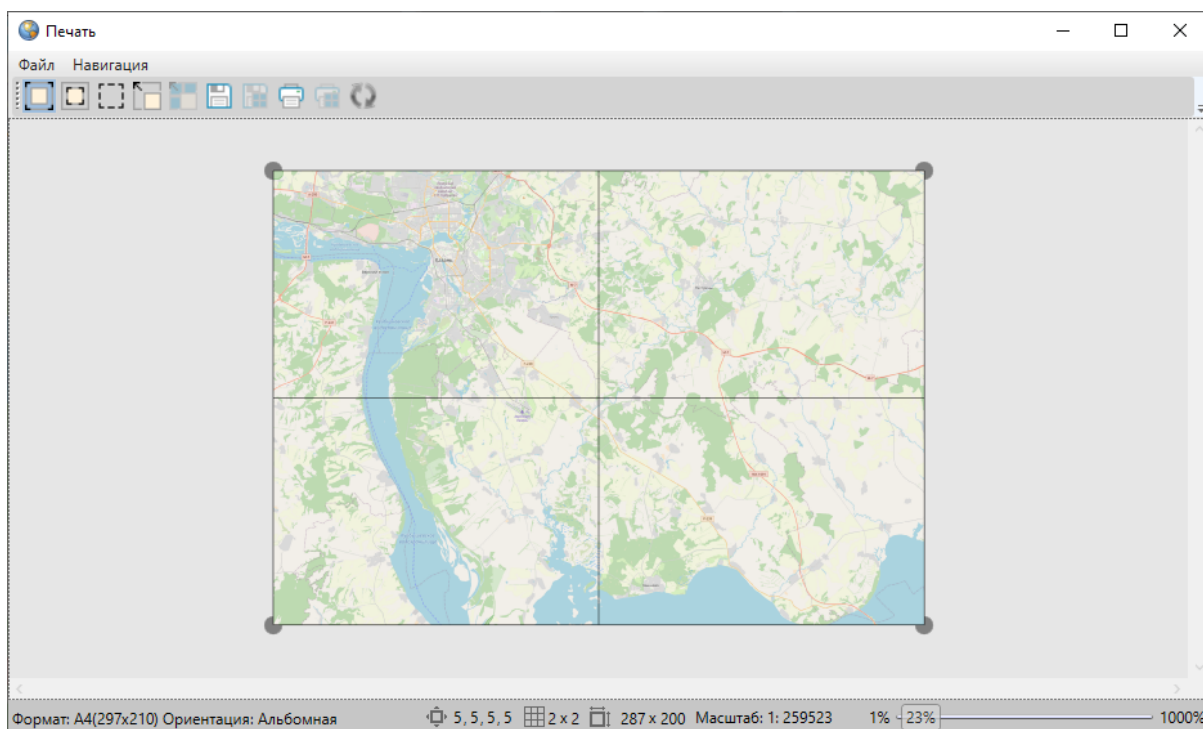 Печать
Файл Навигация
Казань
Формат: A4(297x210) Ориентация: Альбомная 5, 5, 5, 5 2 x 2 287 x 200 Масштаб: 1: 259523 1% 23% 1000%